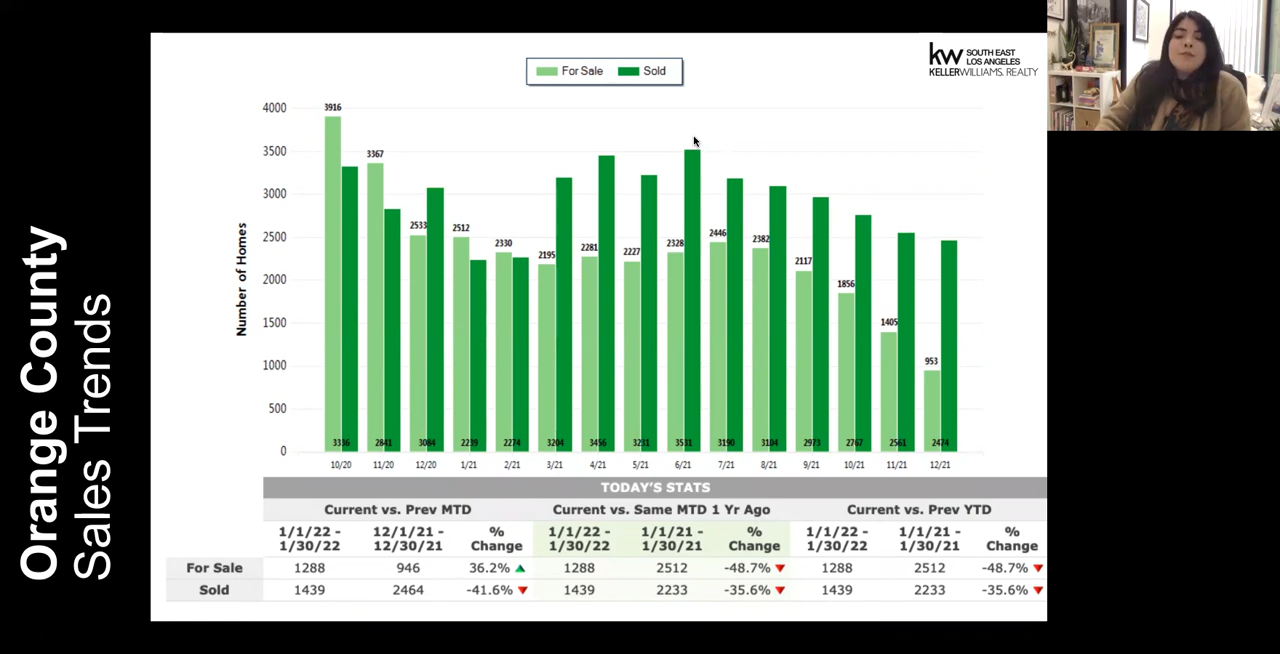 Orange County
Sales Trends
kw SOUTH EAST
LOS ANGELES
KELLERWILLIAMS. REALTY
For Sale Sold
Number of Homes
4000
3500
3000
2500
2000
1500
1000
500
0
3916 3367 2533 2512 2330 2195 2281 2227 2328 2446 2382 2117 1856 1405 953
3336 2841 3084 2239 2274 3204 3456 3231 3531 3190 3104 2973 2767 2561 2474
10/20 11/20 12/20 1/21 2/21 3/21 4/21 5/21 6/21 7/21 8/21 9/21 10/21 11/21 12/21
TODAY'S STATS
Current vs. Prev MTD Current vs. Same MTD 1 Yr Ago Current vs. Prev YTD
1/1/22 - 12/1/21 - % 1/1/22 - 1/1/21 - % 1/1/22 - 1/1/21 - %
1/30/22 12/30/21 Change 1/30/22 1/30/21 Change 1/30/22 1/30/21 Change
For Sale 1288 946 36.2% 1288 2512 -48.7% 1288 2512 -48.7%
Sold 1439 2464 -41.6% 1439 2233 -35.6% 1439 2233 -35.6%